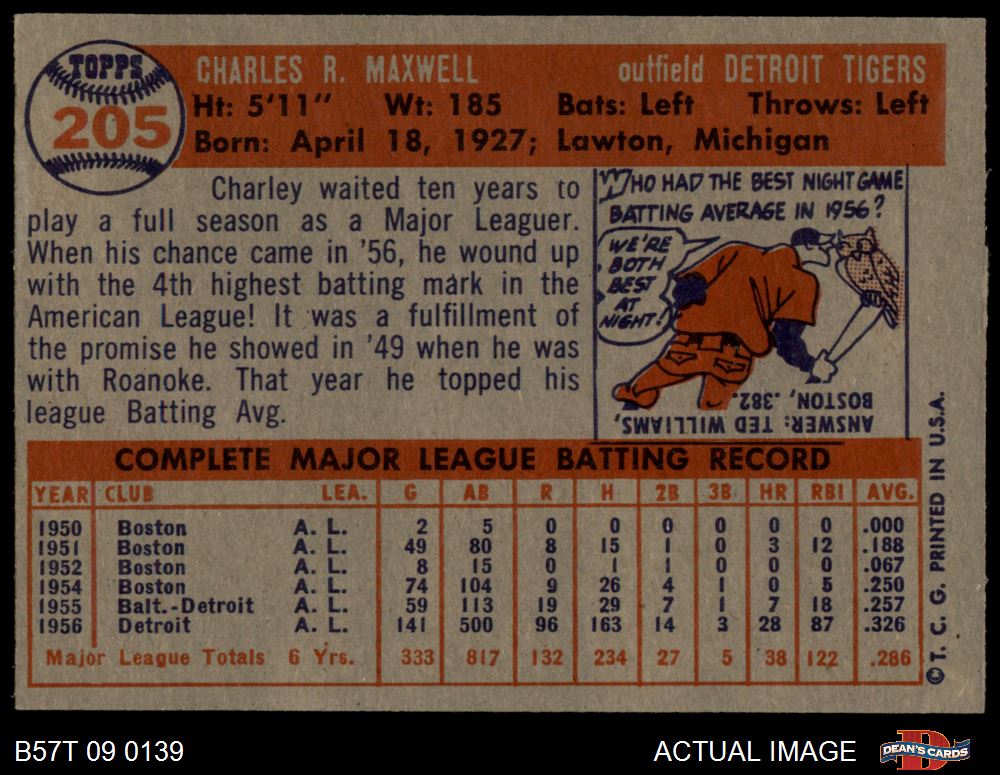 TOPPS
205
CHARLES R. MAXWELL outfield DETROIT TIGERS
Ht: 5'11" Wt: 185 Bats: Left Throws: Left
Born: April 18, 1927; Lawton, Michigan
Charley waited ten years to
play a full season as a Major Leaguer.
When his chance came in '56, he wound up
with the 4th highest batting mark in the
American League! It was a fulfillment of
the promise he showed in '49 when he was
with Roanoke. That year he topped his
league Batting Avg.
WHO HAD THE BEST NIGHT GAME
BATTING AVERAGE IN 1956?
WE'RE
BOTH
BEST
AT
NIGHT!
ANSWER: TED WILLIAMS,
BOSTON, .382.
COMPLETE MAJOR LEAGUE BATTING RECORD
YEAR CLUB LEA. G AB R H 2B 3B HR RBI AVG.
1950 Boston A. L. 2 5 0 0 0 0 0 0 .000
1951 Boston A. L. 49 80 8 15 1 0 3 12 .188
1952 Boston A. L. 8 15 0 1 1 0 0 0 .067
1954 Boston A. L. 74 104 9 26 4 1 0 5 .250
1955 Balt.-Detroit A. L. 59 113 19 29 7 1 7 18 .257
1956 Detroit A. L. 141 500 96 163 14 3 28 87 .326
Major League Totals 6 Yrs. 333 817 132 234 27 5 38 122 .286
©T. C. G. PRINTED IN U.S.A.
B57T 09 0139 ACTUAL IMAGE DEAN'S CARDS